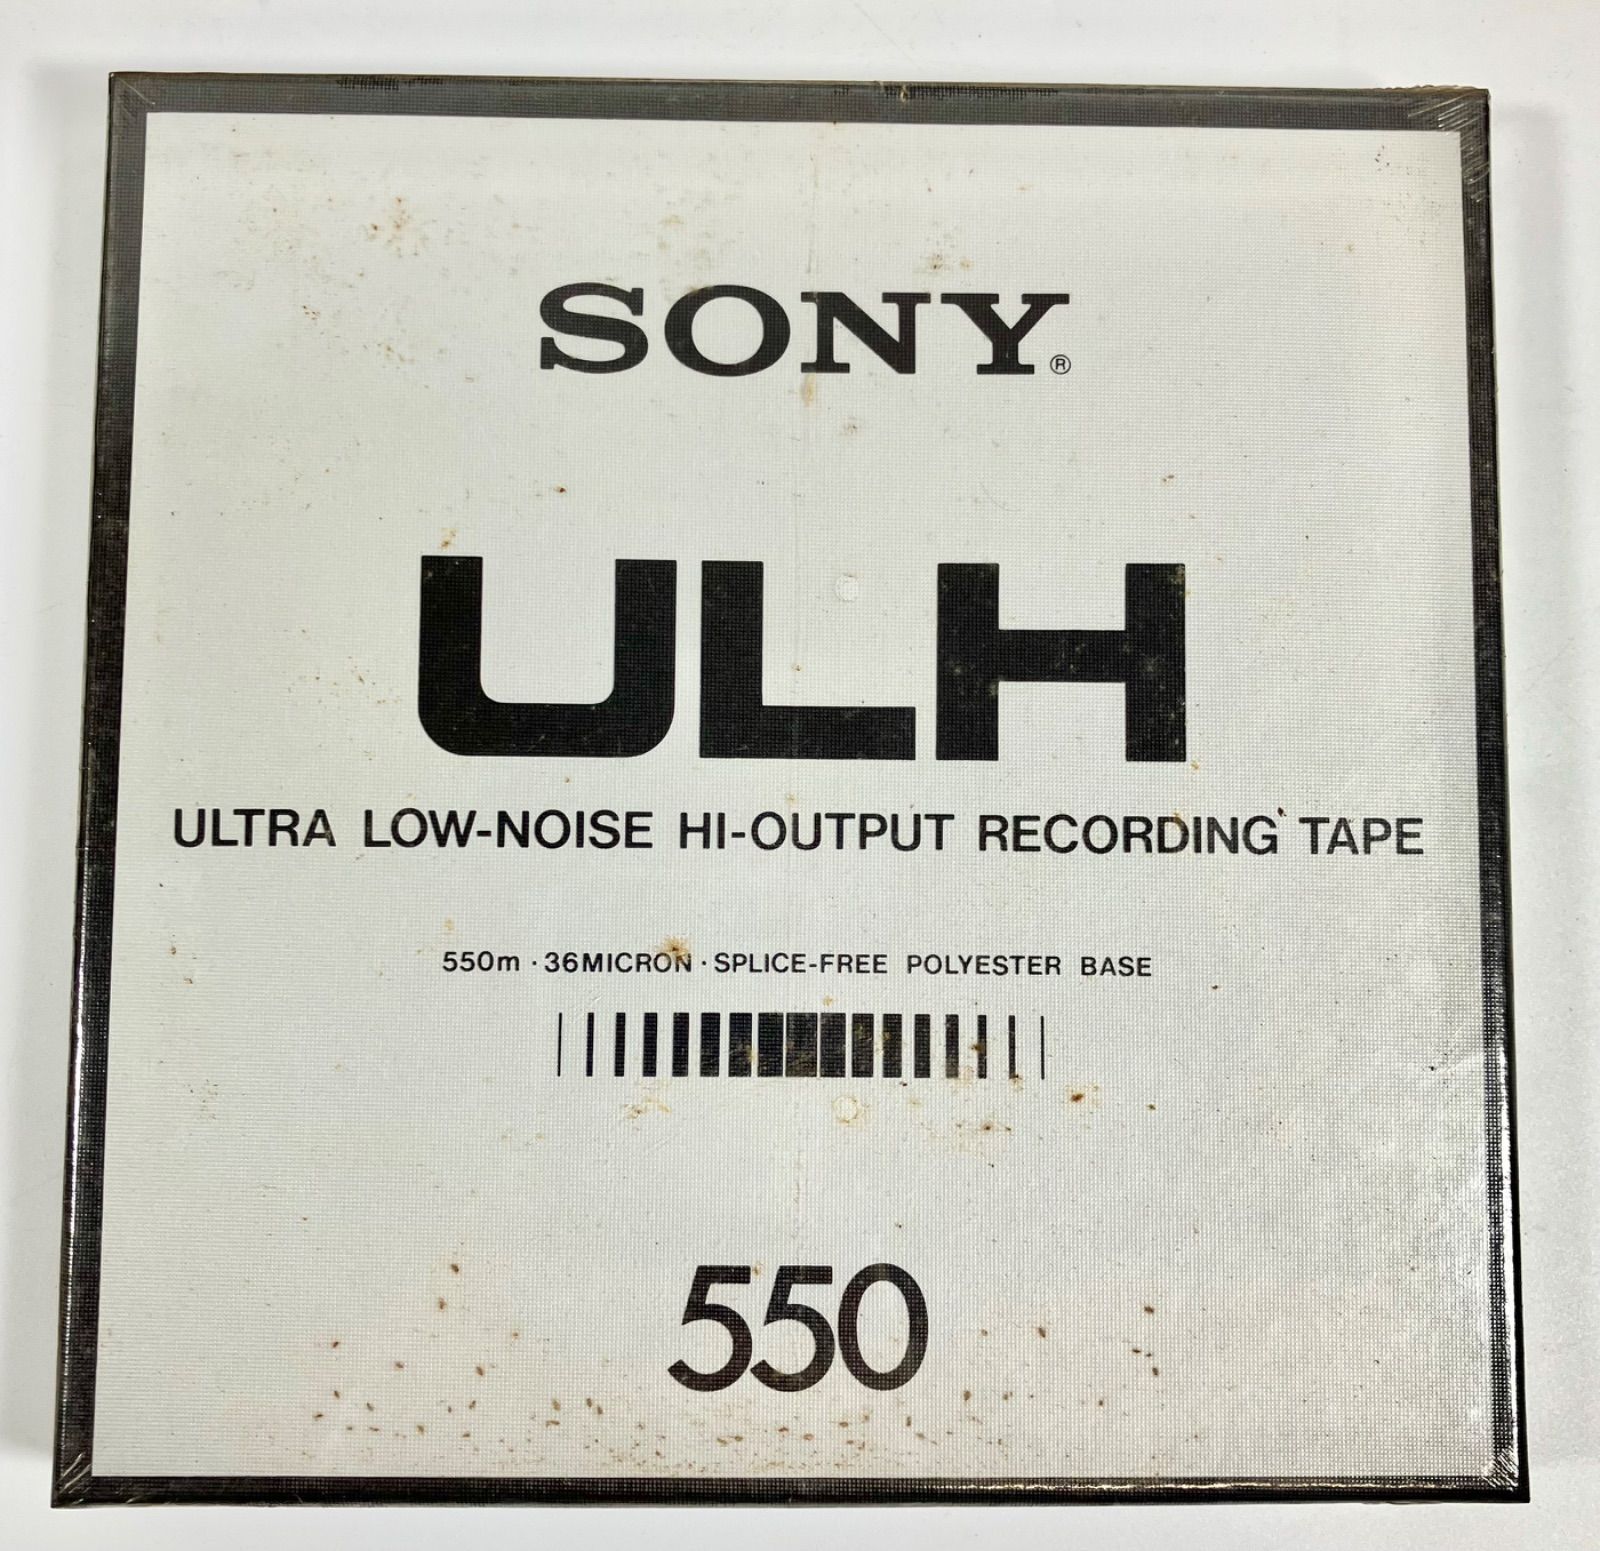 SONY®
ULH
ULTRA LOW-NOISE HI-OUTPUT RECORDING TAPE
550m · 36MICRON · SPLICE-FREE POLYESTER BASE
550